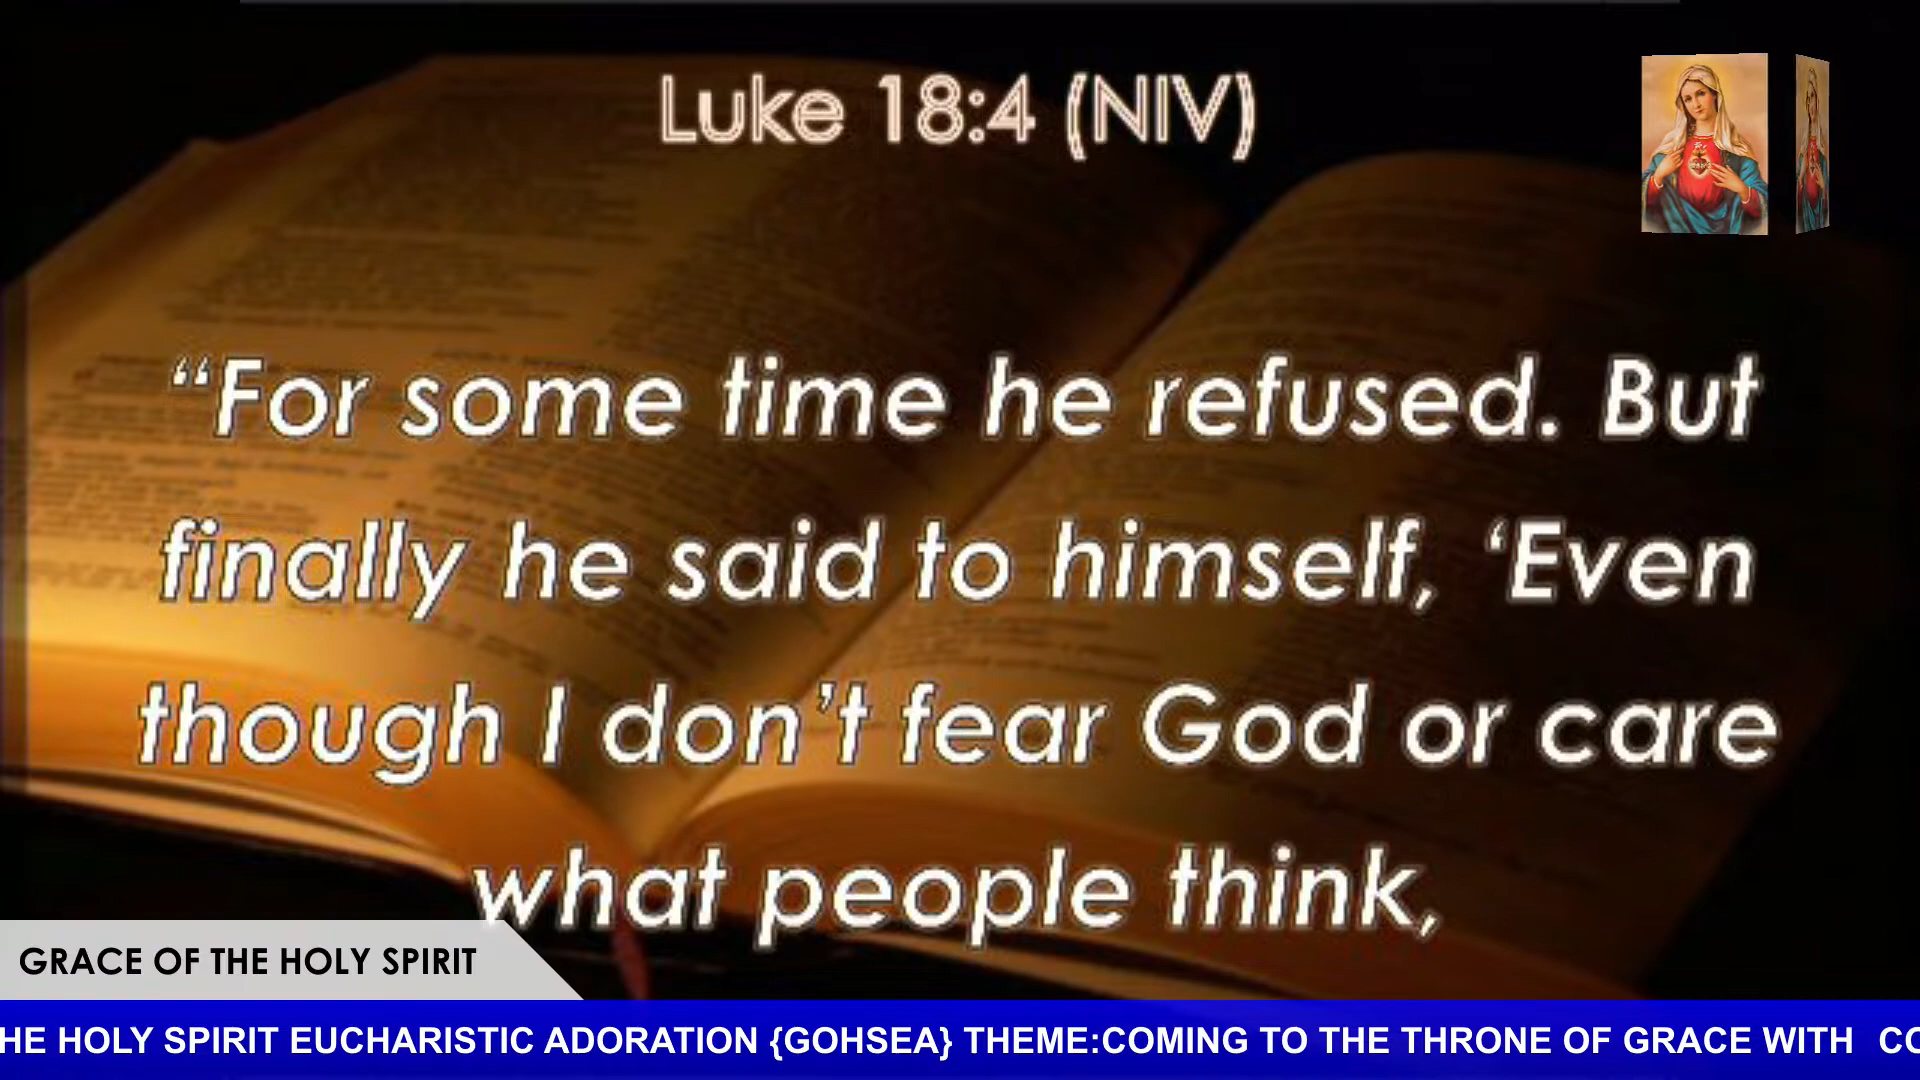 Luke 18:4 (NIV)
“For some time he refused. But
finally he said to himself, ‘Even
though I don’t fear God or care
what people think,
GRACE OF THE HOLY SPIRIT
HE HOLY SPIRIT EUCHARISTIC ADORATION {GOHSEA} THEME:COMING TO THE THRONE OF GRACE WITH